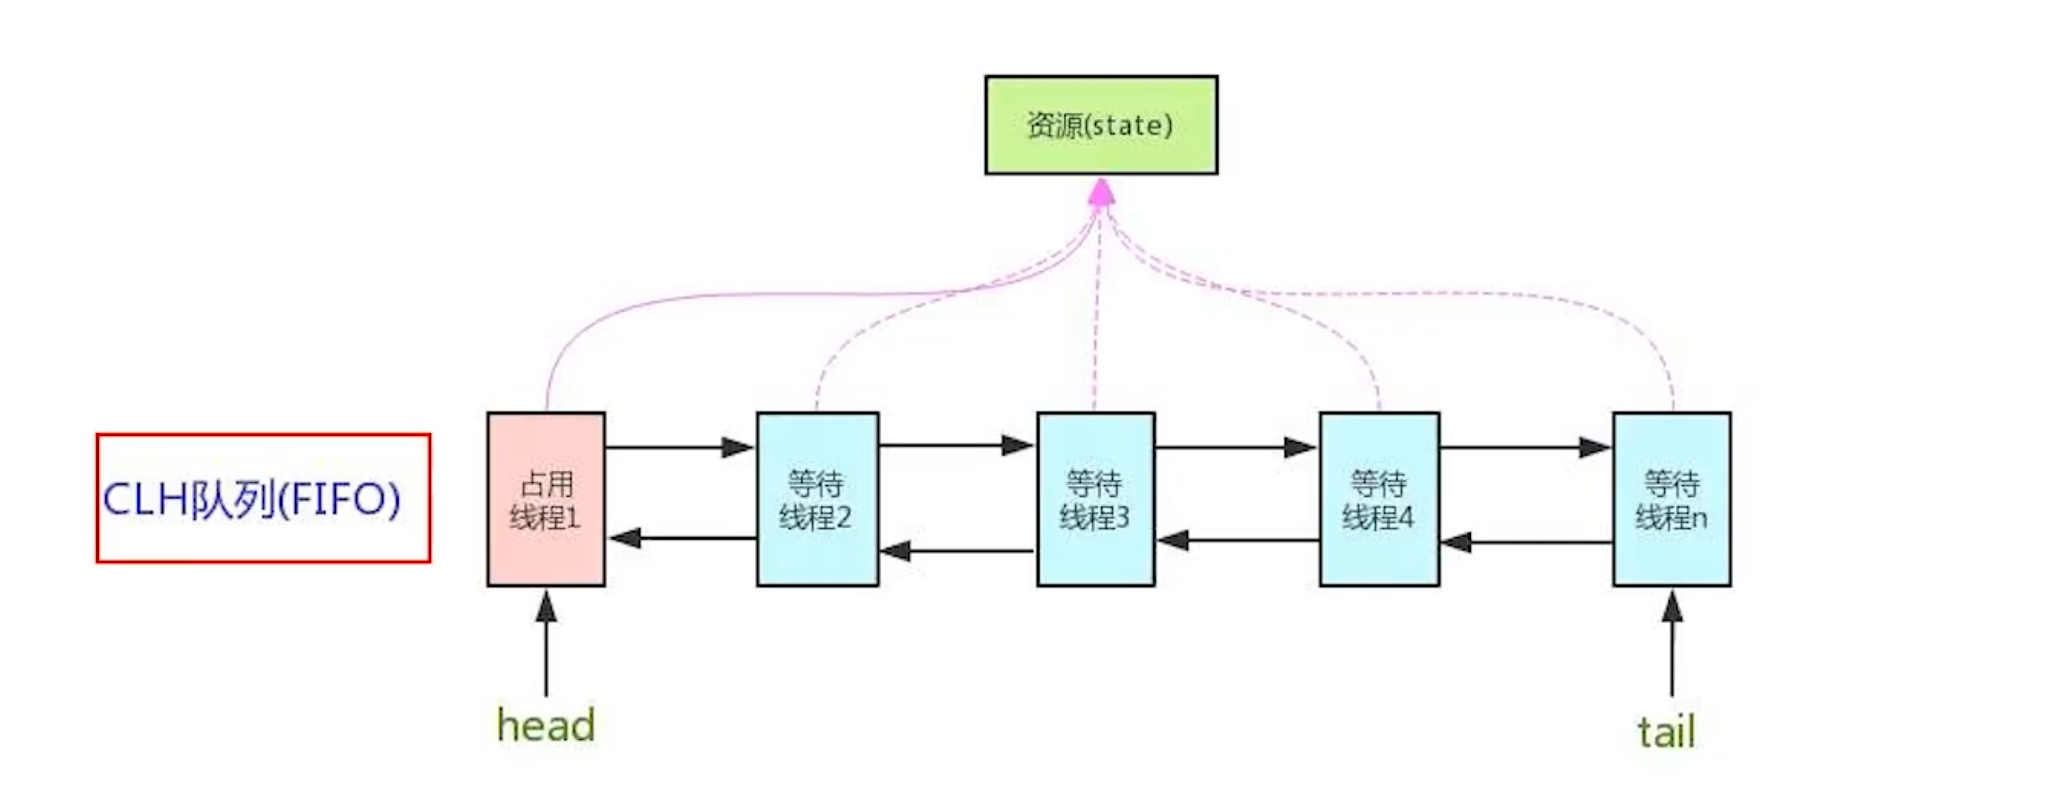 资源(state)
CLH队列(FIFO)
占用
线程1
等待
线程2
等待
线程3
等待
线程4
等待
线程n
head
tail